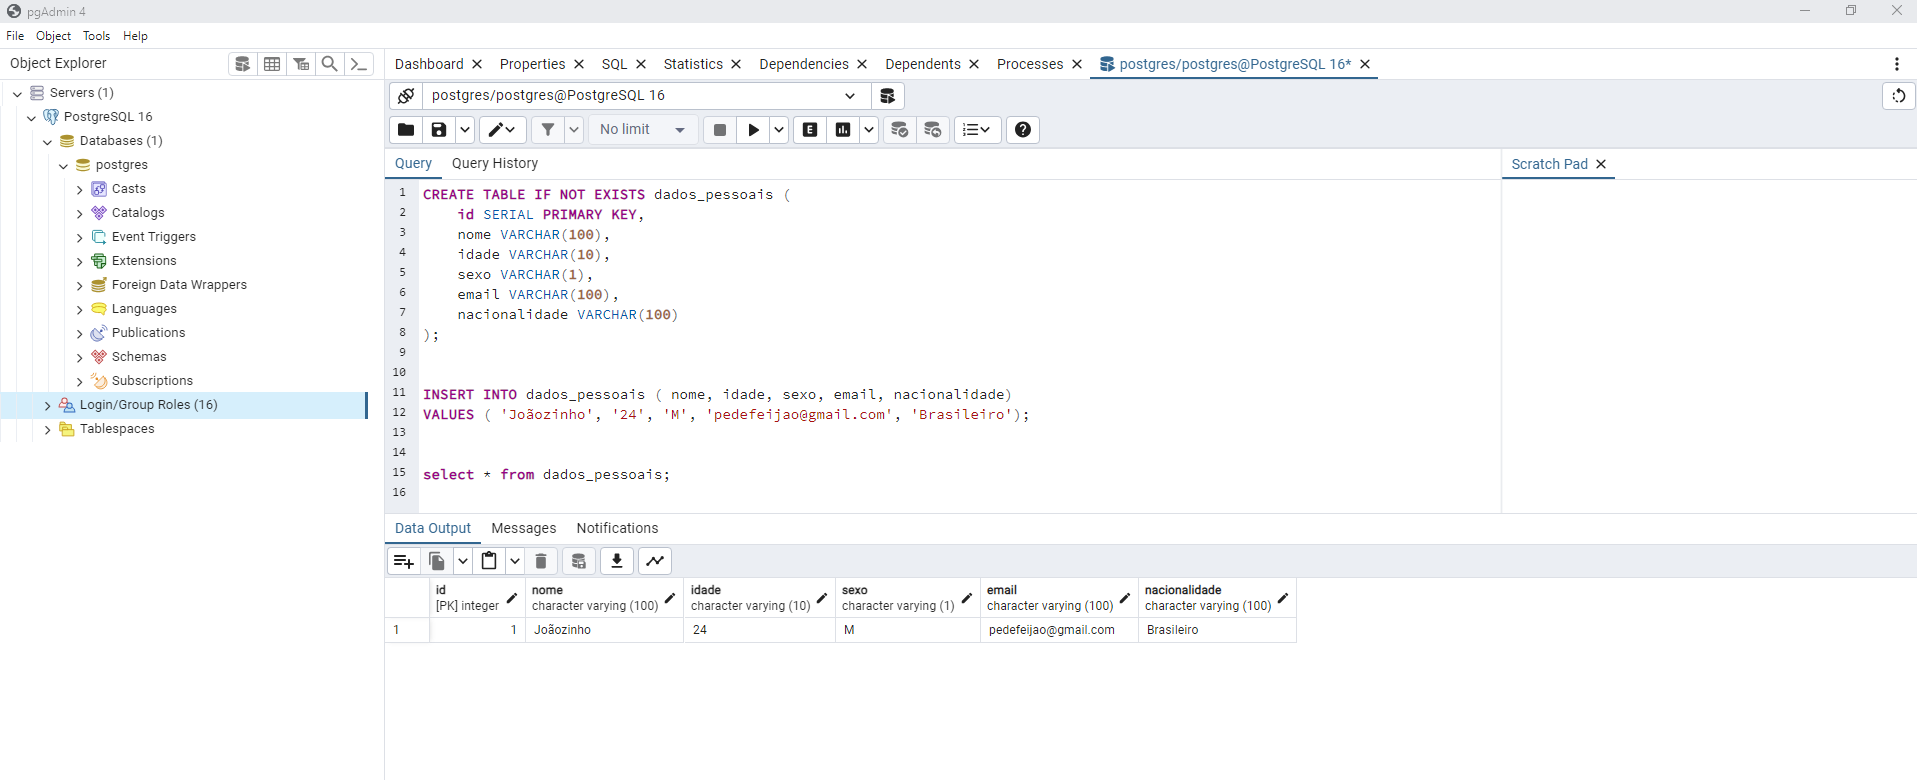 pgAdmin 4
File Object Tools Help
Object Explorer
Servers (1)
PostgreSQL 16
Databases (1)
postgres
Casts
Catalogs
Event Triggers
Extensions
Foreign Data Wrappers
Languages
Publications
Schemas
Subscriptions
Login/Group Roles (16)
Tablespaces
Dashboard Properties SQL Statistics Dependencies Dependents Processes postgres/postgres@PostgreSQL 16*
postgres/postgres@PostgreSQL 16
No limit E
Query Query History
1 CREATE TABLE IF NOT EXISTS dados_pessoais (
2 id SERIAL PRIMARY KEY,
3 nome VARCHAR(100),
4 idade VARCHAR(10),
5 sexo VARCHAR(1),
6 email VARCHAR(100),
7 nacionalidade VARCHAR(100)
8 );
9
10
11 INSERT INTO dados_pessoais ( nome, idade, sexo, email, nacionalidade)
12 VALUES ( 'Joãozinho', '24', 'M', 'pedefeijao@gmail.com', 'Brasileiro');
13
14
15 select * from dados_pessoais;
16
Scratch Pad
Data Output Messages Notifications
id nome idade sexo email nacionalidade
[PK] integer character varying (100) character varying (10) character varying (1) character varying (100) character varying (100)
1 1 Joãozinho 24 M pedefeijao@gmail.com Brasileiro